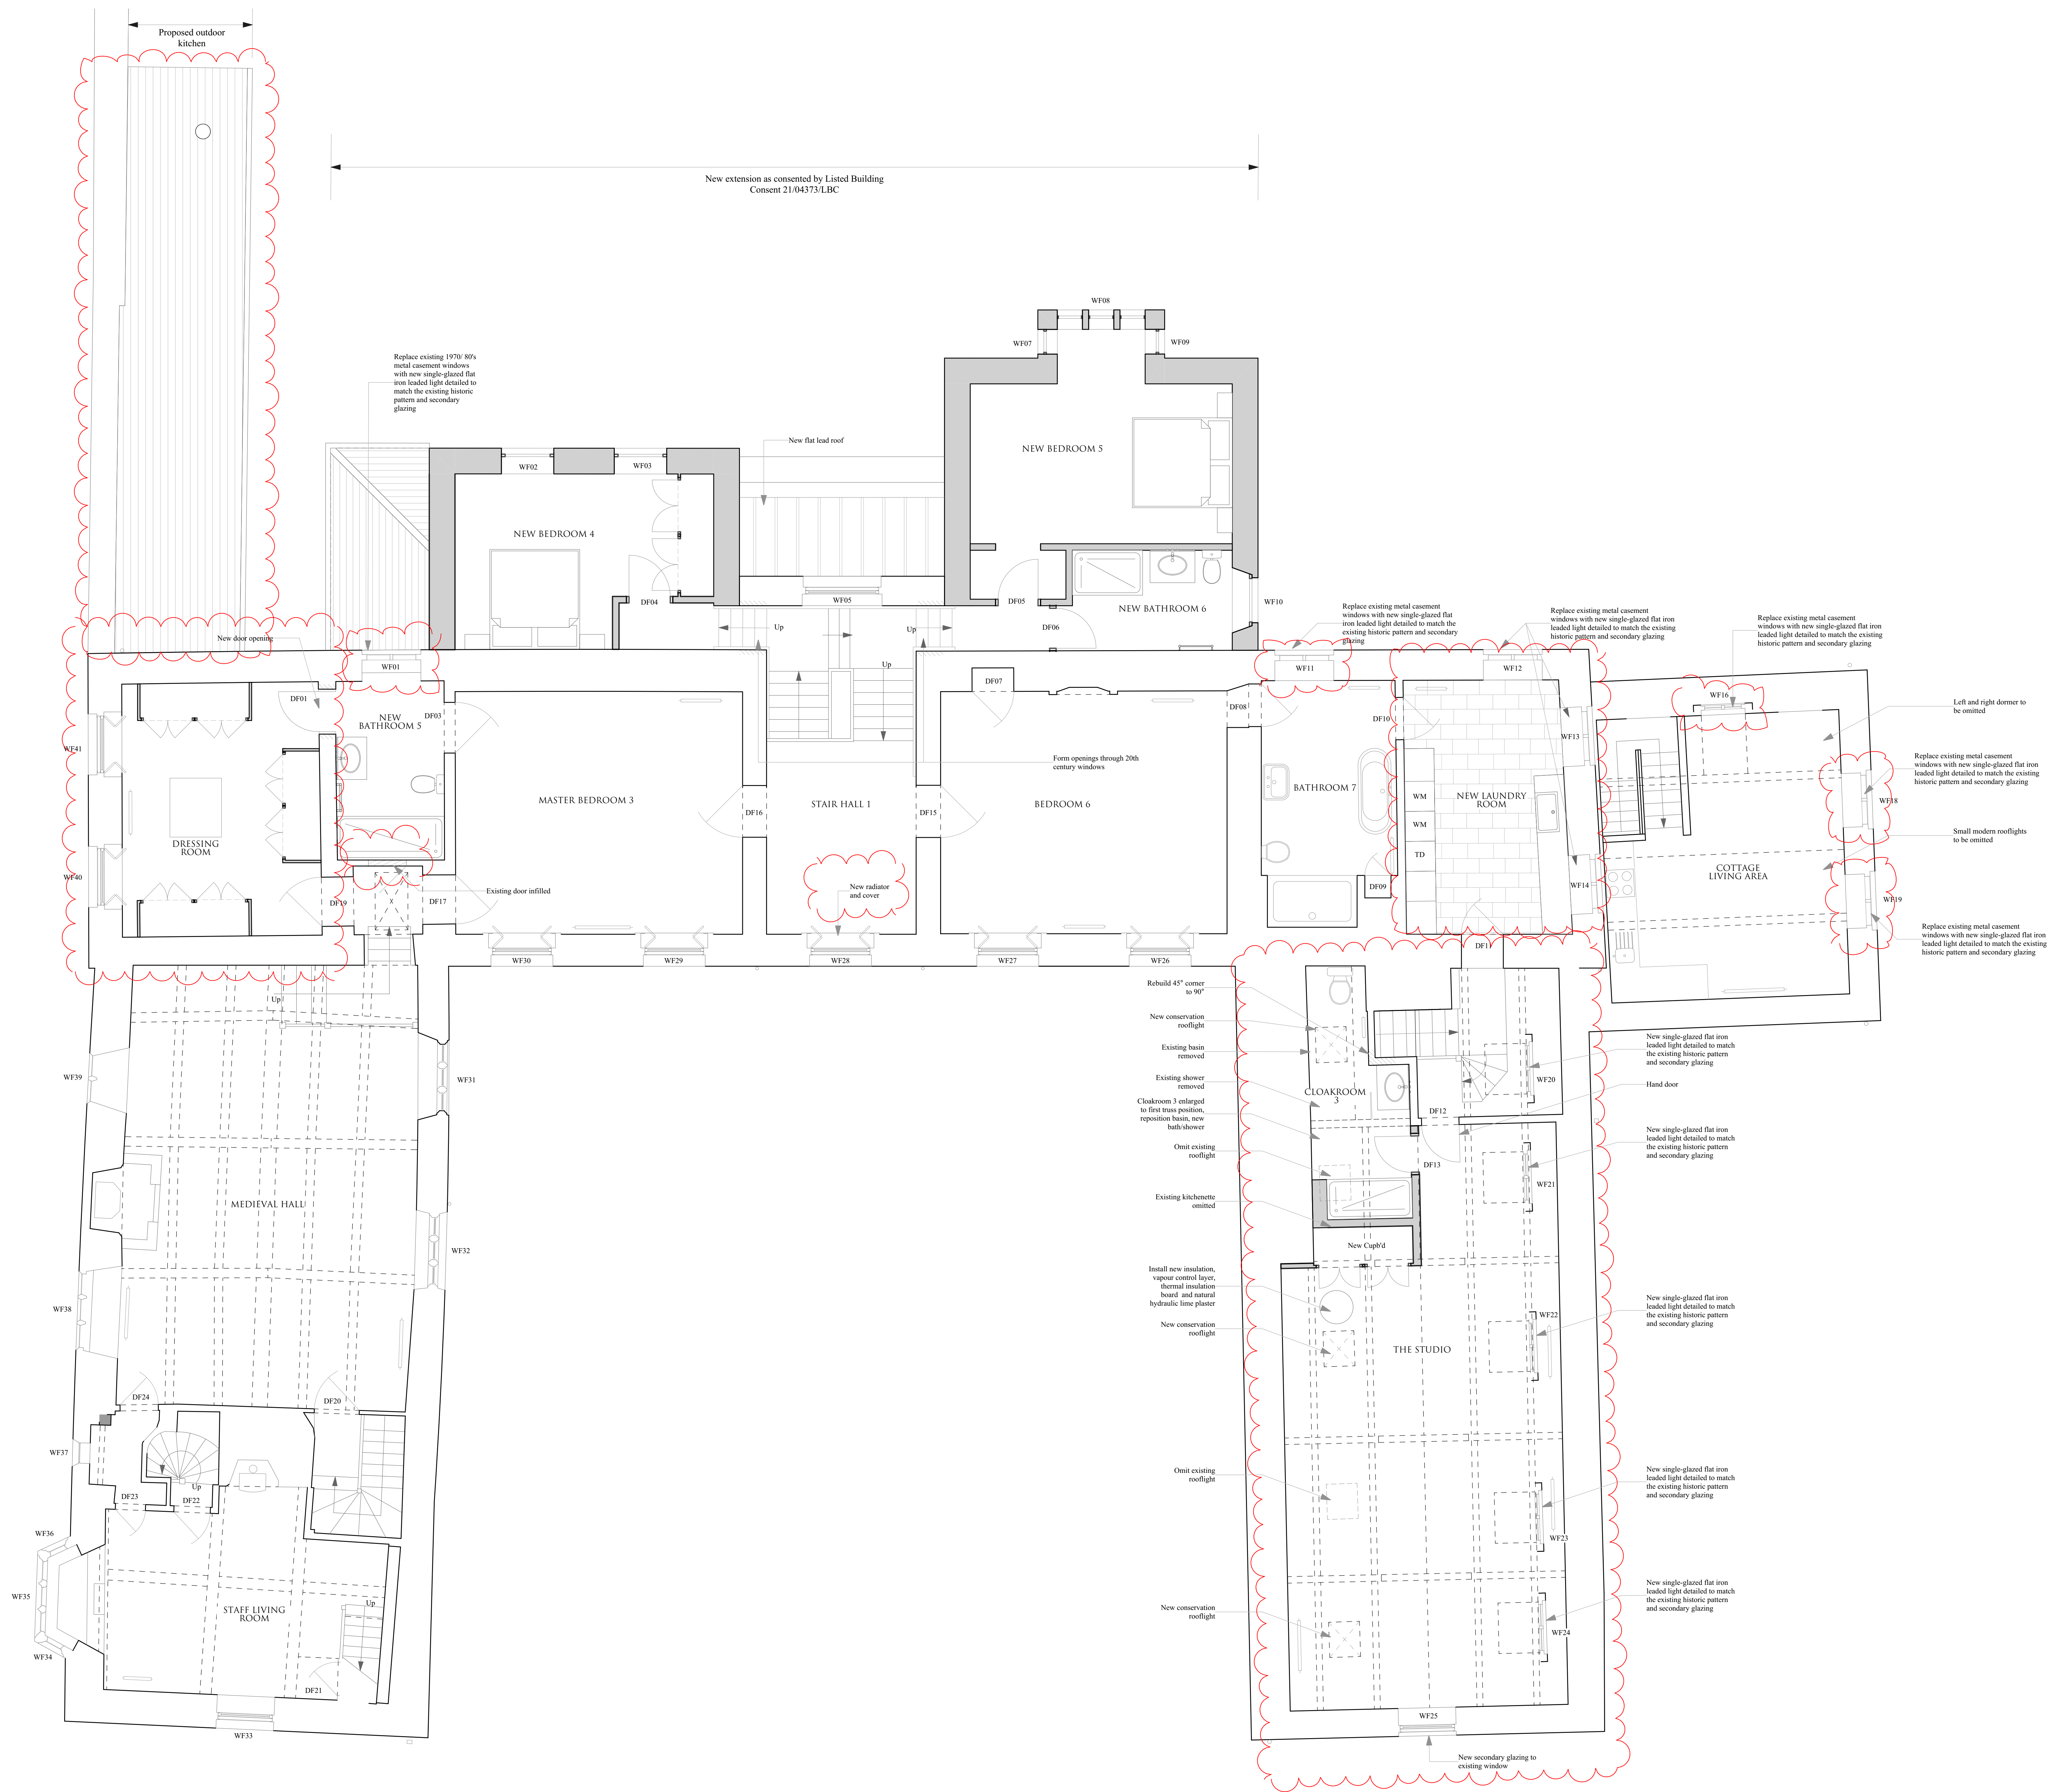 Proposed outdoor
kitchen
New extension as consented by Listed Building
Consent 21/04373/LBC
WF08
WF07
WF09
Replace existing 1970/ 80's
metal casement windows
with new single-glazed flat
iron leaded light detailed to
match the existing historic
pattern and secondary
glazing
New flat lead roof
NEW BEDROOM 5
WF02
WF03
NEW BEDROOM 4
DF04
WF05
DF05
NEW BATHROOM 6
WF10
DF06
Up
Up
Up
Replace existing metal casement
windows with new single-glazed flat
iron leaded light detailed to match the
existing historic pattern and secondary
glazing
Replace existing metal casement
windows with new single-glazed flat iron
leaded light detailed to match the existing
historic pattern and secondary glazing
Replace existing metal casement
windows with new single-glazed flat iron
leaded light detailed to match the existing
historic pattern and secondary glazing
New door opening
WF01
WF11
WF12
DF01
DF07
WF16
NEW
BATHROOM 5
DF03
DF08
DF10
Left and right dormer to
be omitted
WF41
WF13
Form openings through 20th
century windows
Replace existing metal casement
windows with new single-glazed flat iron
leaded light detailed to match the existing
historic pattern and secondary glazing
MASTER BEDROOM 3
STAIR HALL 1
BEDROOM 6
BATHROOM 7
WM
NEW LAUNDRY
ROOM
WF18
DF16
DF15
WM
Small modern rooflights
to be omitted
DRESSING
ROOM
TD
COTTAGE
LIVING AREA
WF40
Existing door infilled
New radiator
and cover
DF09
WF14
DF19
DF17
WF19
Replace existing metal casement
windows with new single-glazed flat iron
leaded light detailed to match the existing
historic pattern and secondary glazing
DF11
WF30
WF29
WF28
WF27
WF26
Up
Rebuild 45° corner
to 90°
New conservation
rooflight
Existing basin
removed
Existing shower
removed
Cloakroom 3 enlarged
to first truss position,
reposition basin, new
bath/shower
Omit existing
rooflight
Existing kitchenette
omitted
New single-glazed flat iron
leaded light detailed to match
the existing historic pattern
and secondary glazing
Hand door
WF39
WF31
WF20
CLOAKROOM
3
DF12
New single-glazed flat iron
leaded light detailed to match
the existing historic pattern
and secondary glazing
DF13
WF21
MEDIEVAL HALL
New Cupb'd
WF32
Install new insulation,
vapour control layer,
thermal insulation
board and natural
hydraulic lime plaster
New conservation
rooflight
WF38
WF22
New single-glazed flat iron
leaded light detailed to match
the existing historic pattern
and secondary glazing
THE STUDIO
DF24
DF20
WF37
Up
DF23
DF22
Omit existing
rooflight
New single-glazed flat iron
leaded light detailed to match
the existing historic pattern
and secondary glazing
WF36
WF23
WF35
Up
STAFF LIVING
ROOM
New conservation
rooflight
New single-glazed flat iron
leaded light detailed to match
the existing historic pattern
and secondary glazing
WF24
WF34
DF21
WF33
WF25
New secondary glazing to
existing window